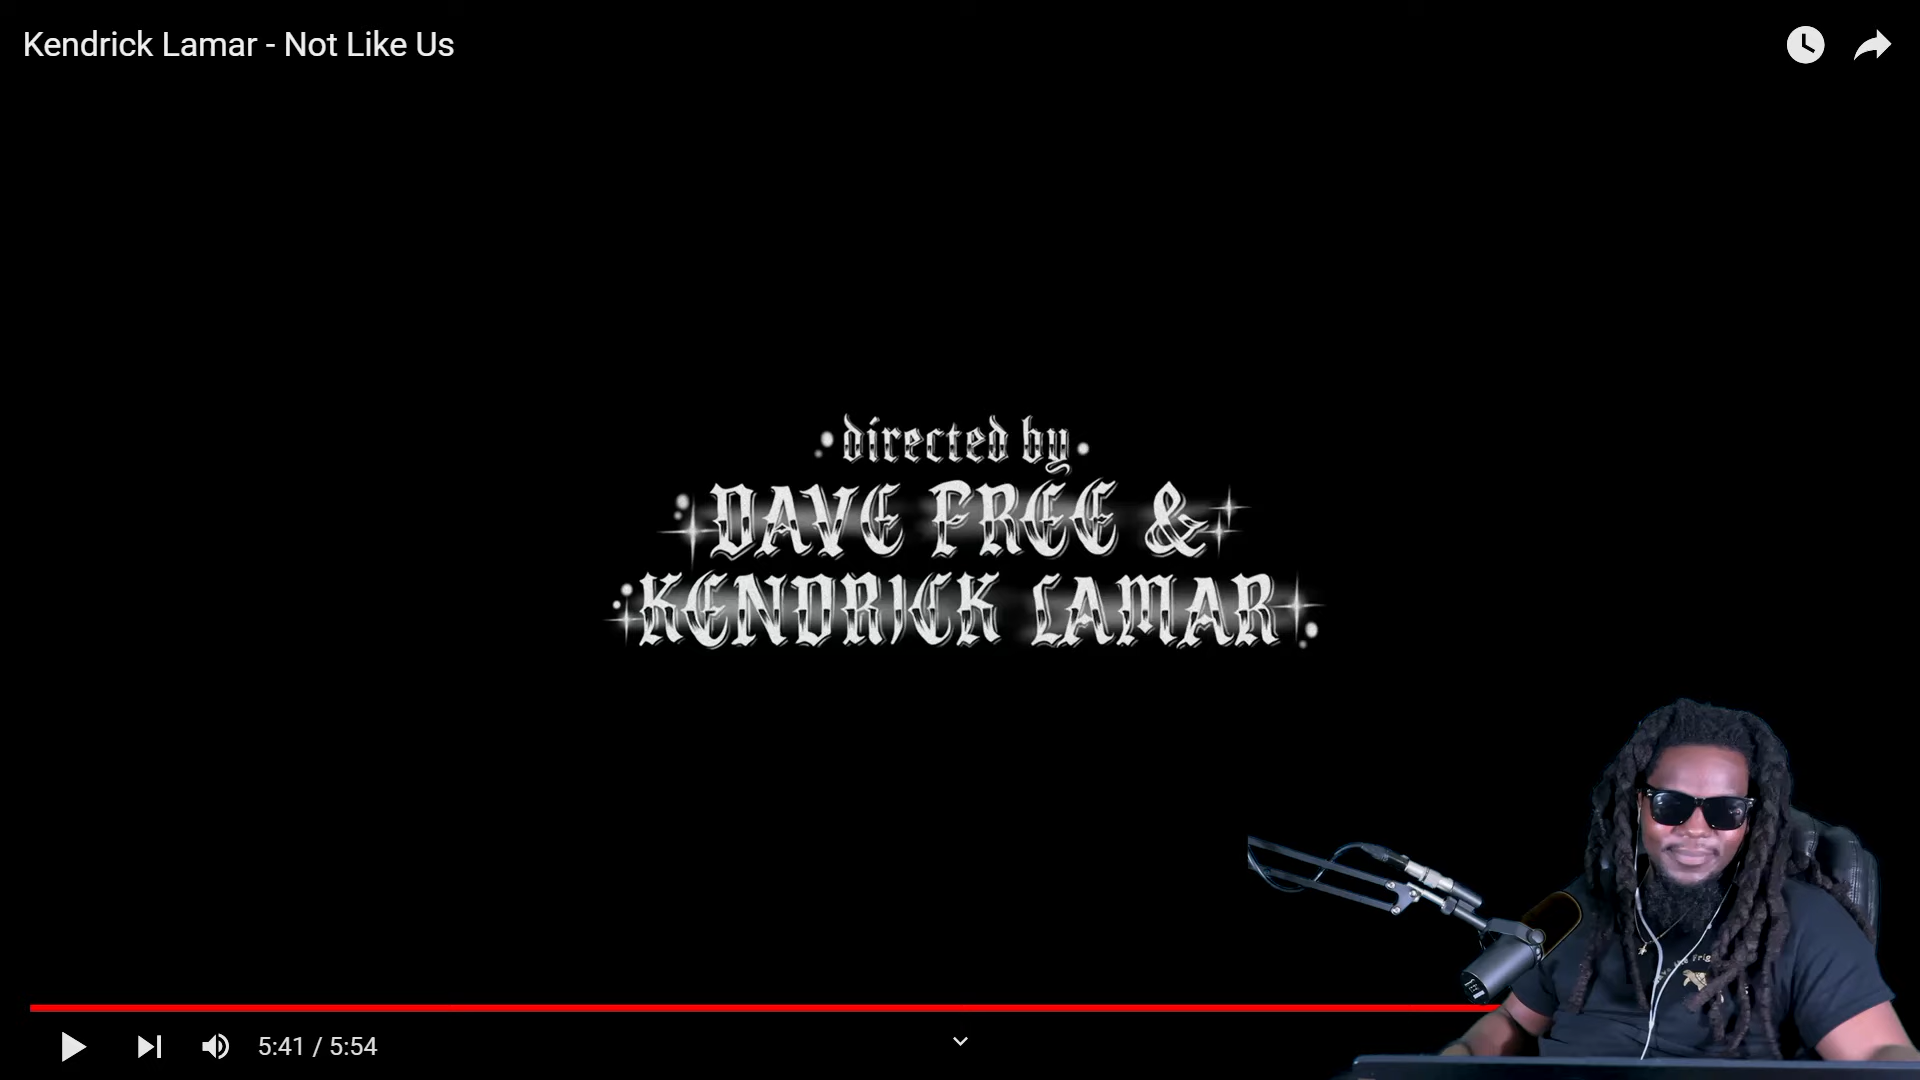 Kendrick Lamar - Not Like Us
directed by
DAVE FREE &
KENDRICK LAMAR
5:41 / 5:54